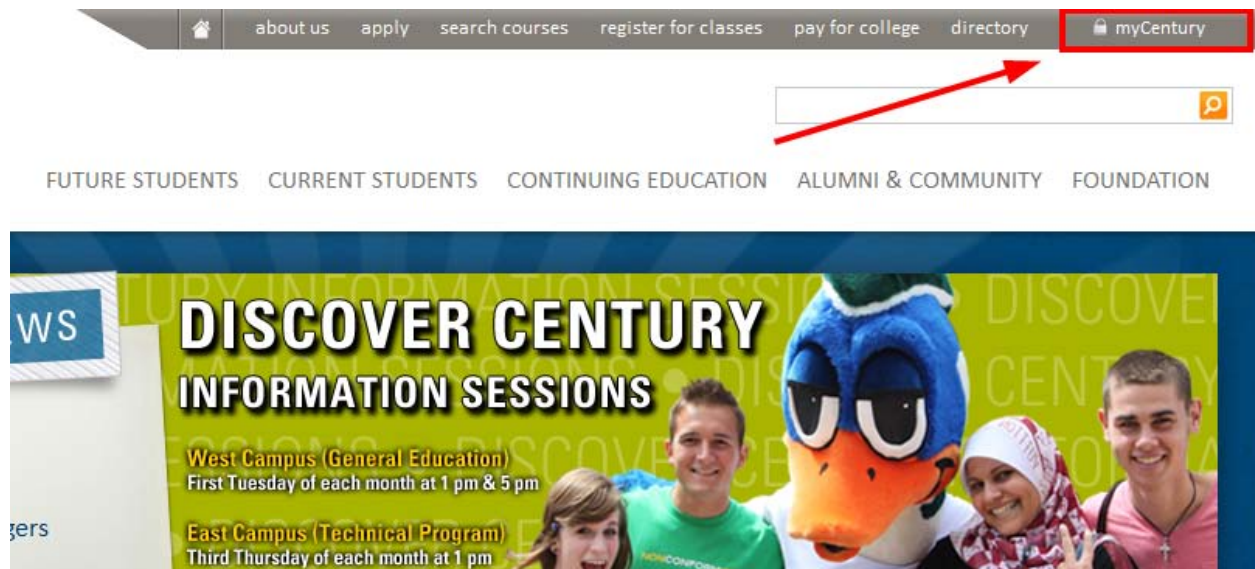 about us apply search courses register for classes pay for college directory myCentury
FUTURE STUDENTS CURRENT STUDENTS CONTINUING EDUCATION ALUMNI & COMMUNITY FOUNDATION
DISCOVER CENTURY
INFORMATION SESSIONS
West Campus (General Education)
First Tuesday of each month at 1 pm & 5 pm
East Campus (Technical Program)
Third Thursday of each month at 1 pm